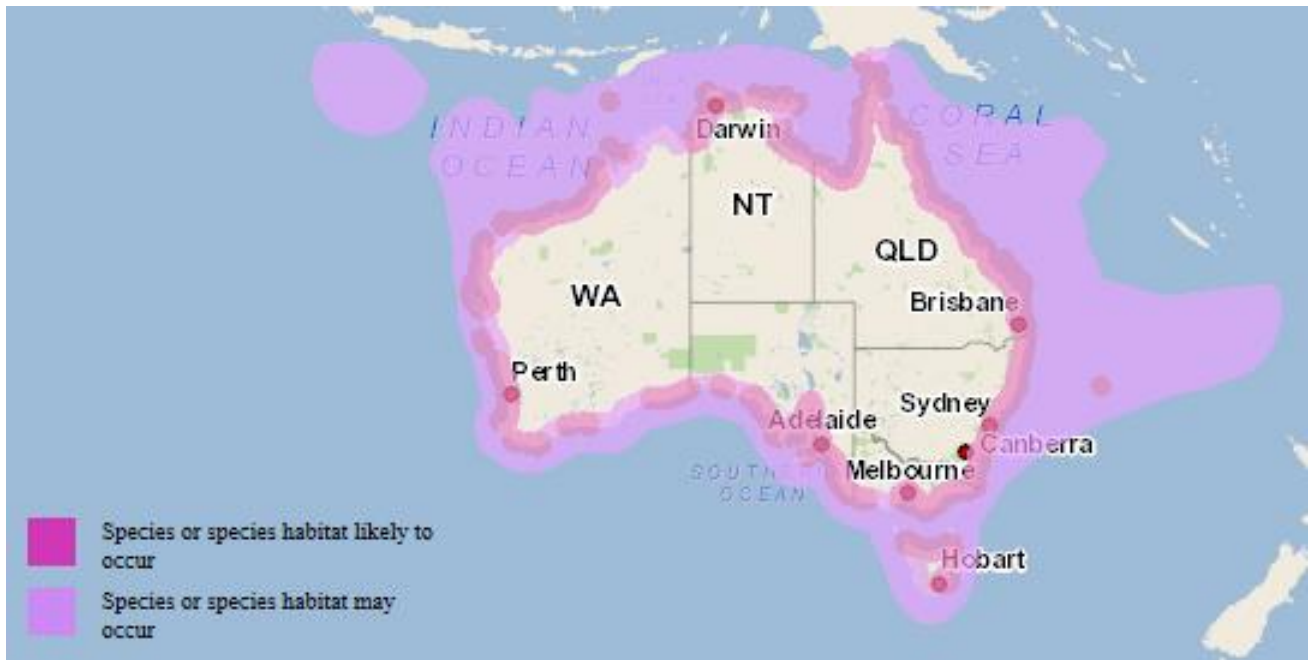 INDIAN
OCEAN
CORAL
SEA
Darwin
NT
QLD
WA
Brisbane
Perth
Sydney
Adelaide
Canberra
Melbourne
SOUTHERN
OCEAN
Hobart
Species or species habitat likely to
occur
Species or species habitat may
occur